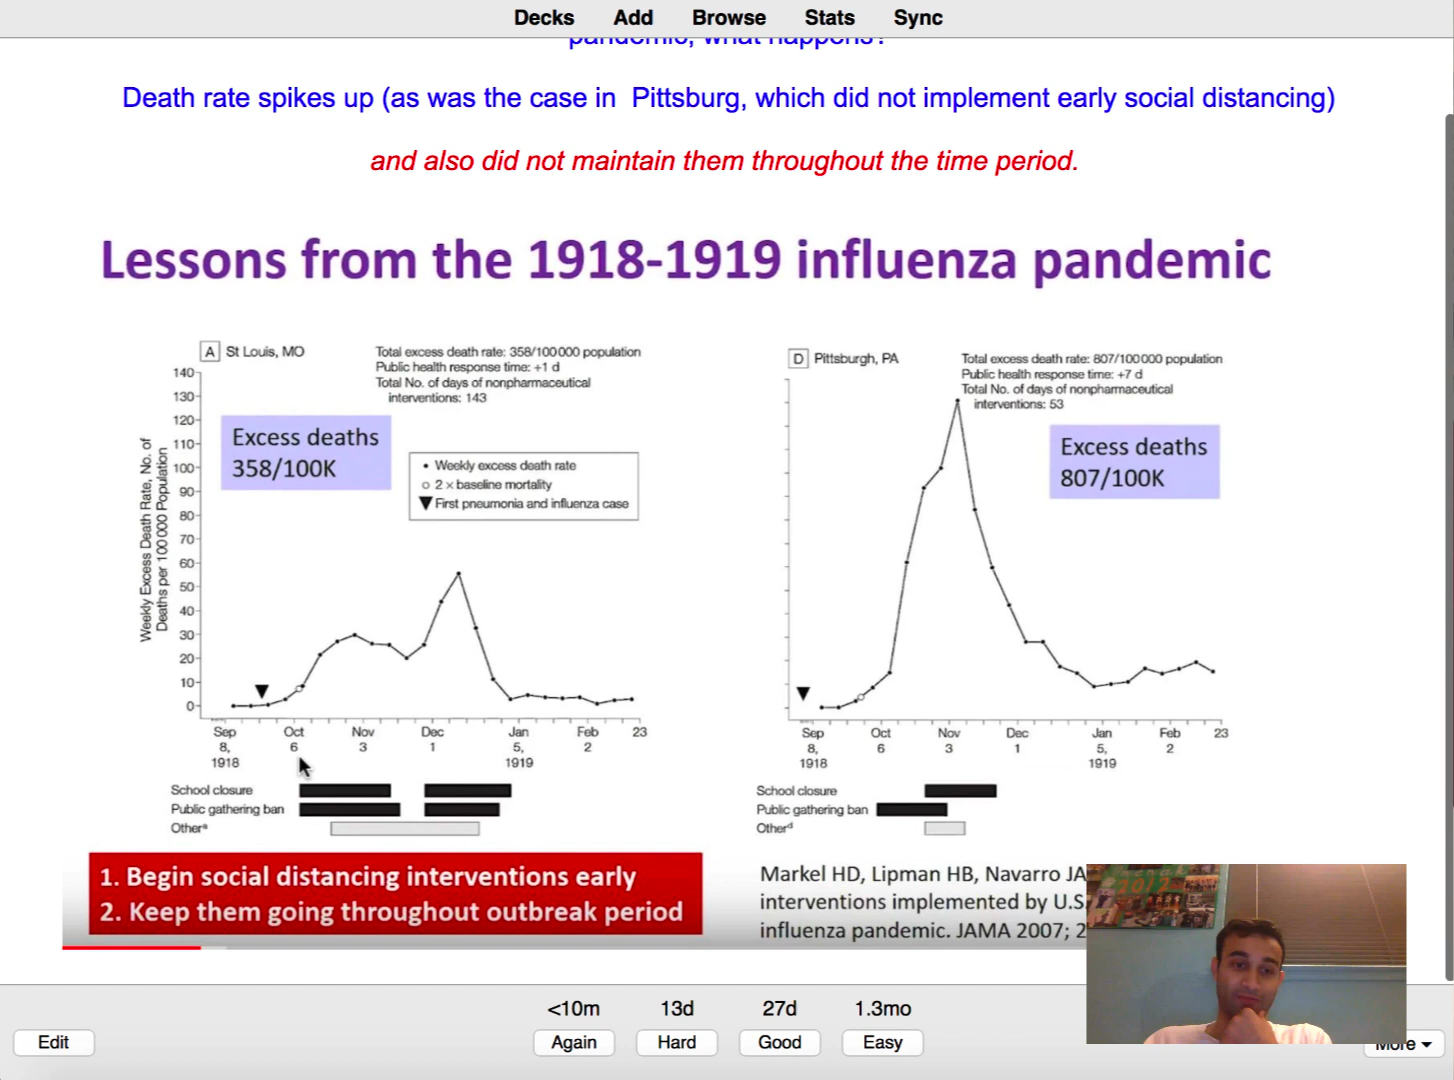 Decks Add Browse Stats Sync
pandemic, what happens?
Death rate spikes up (as was the case in Pittsburg, which did not implement early social distancing)
and also did not maintain them throughout the time period.
Lessons from the 1918-1919 influenza pandemic
A St Louis, MO
Total excess death rate: 358/100 000 population
Public health response time: +1 d
Total No. of days of nonpharmaceutical
interventions: 143
Weekly Excess Death Rate, No. of
Deaths per 100 000 Population
140
130
120
110
100
90
80
70
60
50
40
30
20
10
0
Excess deaths
358/100K
Weekly excess death rate
2 × baseline mortality
First pneumonia and influenza case
Sep Oct Nov Dec Jan Feb 23
8, 6 3 1 5, 2
1918 1919
School closure
Public gathering ban
Otherᵃ
D Pittsburgh, PA
Total excess death rate: 807/100 000 population
Public health response time: +7 d
Total No. of days of nonpharmaceutical
interventions: 53
Excess deaths
807/100K
Sep Oct Nov Dec Jan Feb 23
8, 6 3 1 5, 2
1918 1919
School closure
Public gathering ban
Otherᵈ
1. Begin social distancing interventions early
2. Keep them going throughout outbreak period
Markel HD, Lipman HB, Navarro JA
interventions implemented by U.S.
influenza pandemic. JAMA 2007; 2
2012
<10m 13d 27d 1.3mo
Edit Again Hard Good Easy More